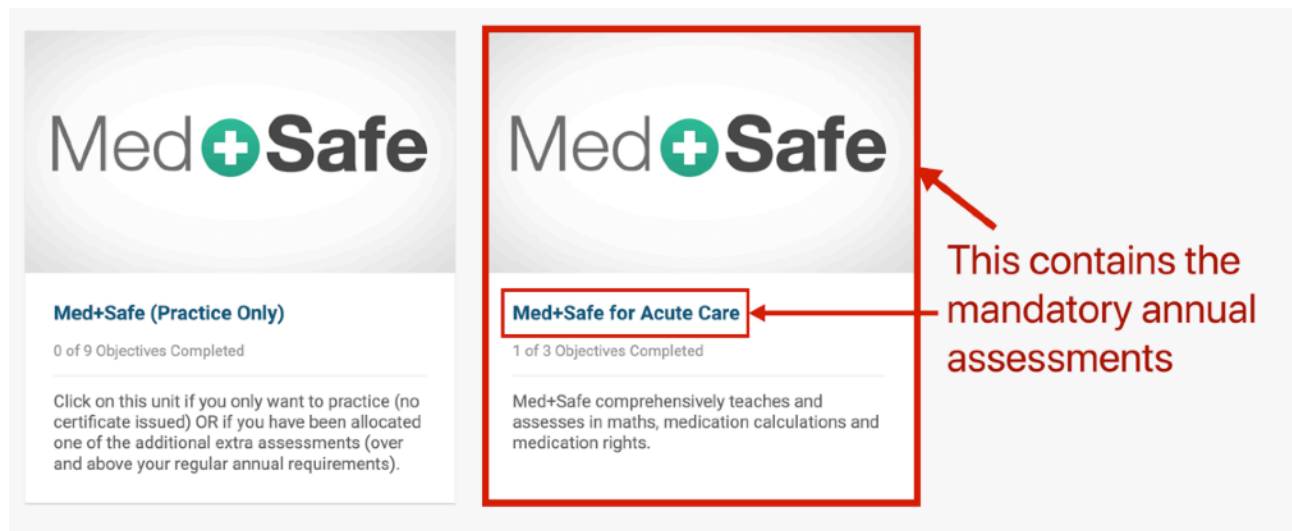 Med+Safe
Med+Safe (Practice Only)
0 of 9 Objectives Completed
Click on this unit if you only want to practice (no
certificate issued) OR if you have been allocated
one of the additional extra assessments (over
and above your regular annual requirements).
Med+Safe
Med+Safe for Acute Care
1 of 3 Objectives Completed
Med+Safe comprehensively teaches and
assesses in maths, medication calculations and
medication rights.
This contains the
mandatory annual
assessments